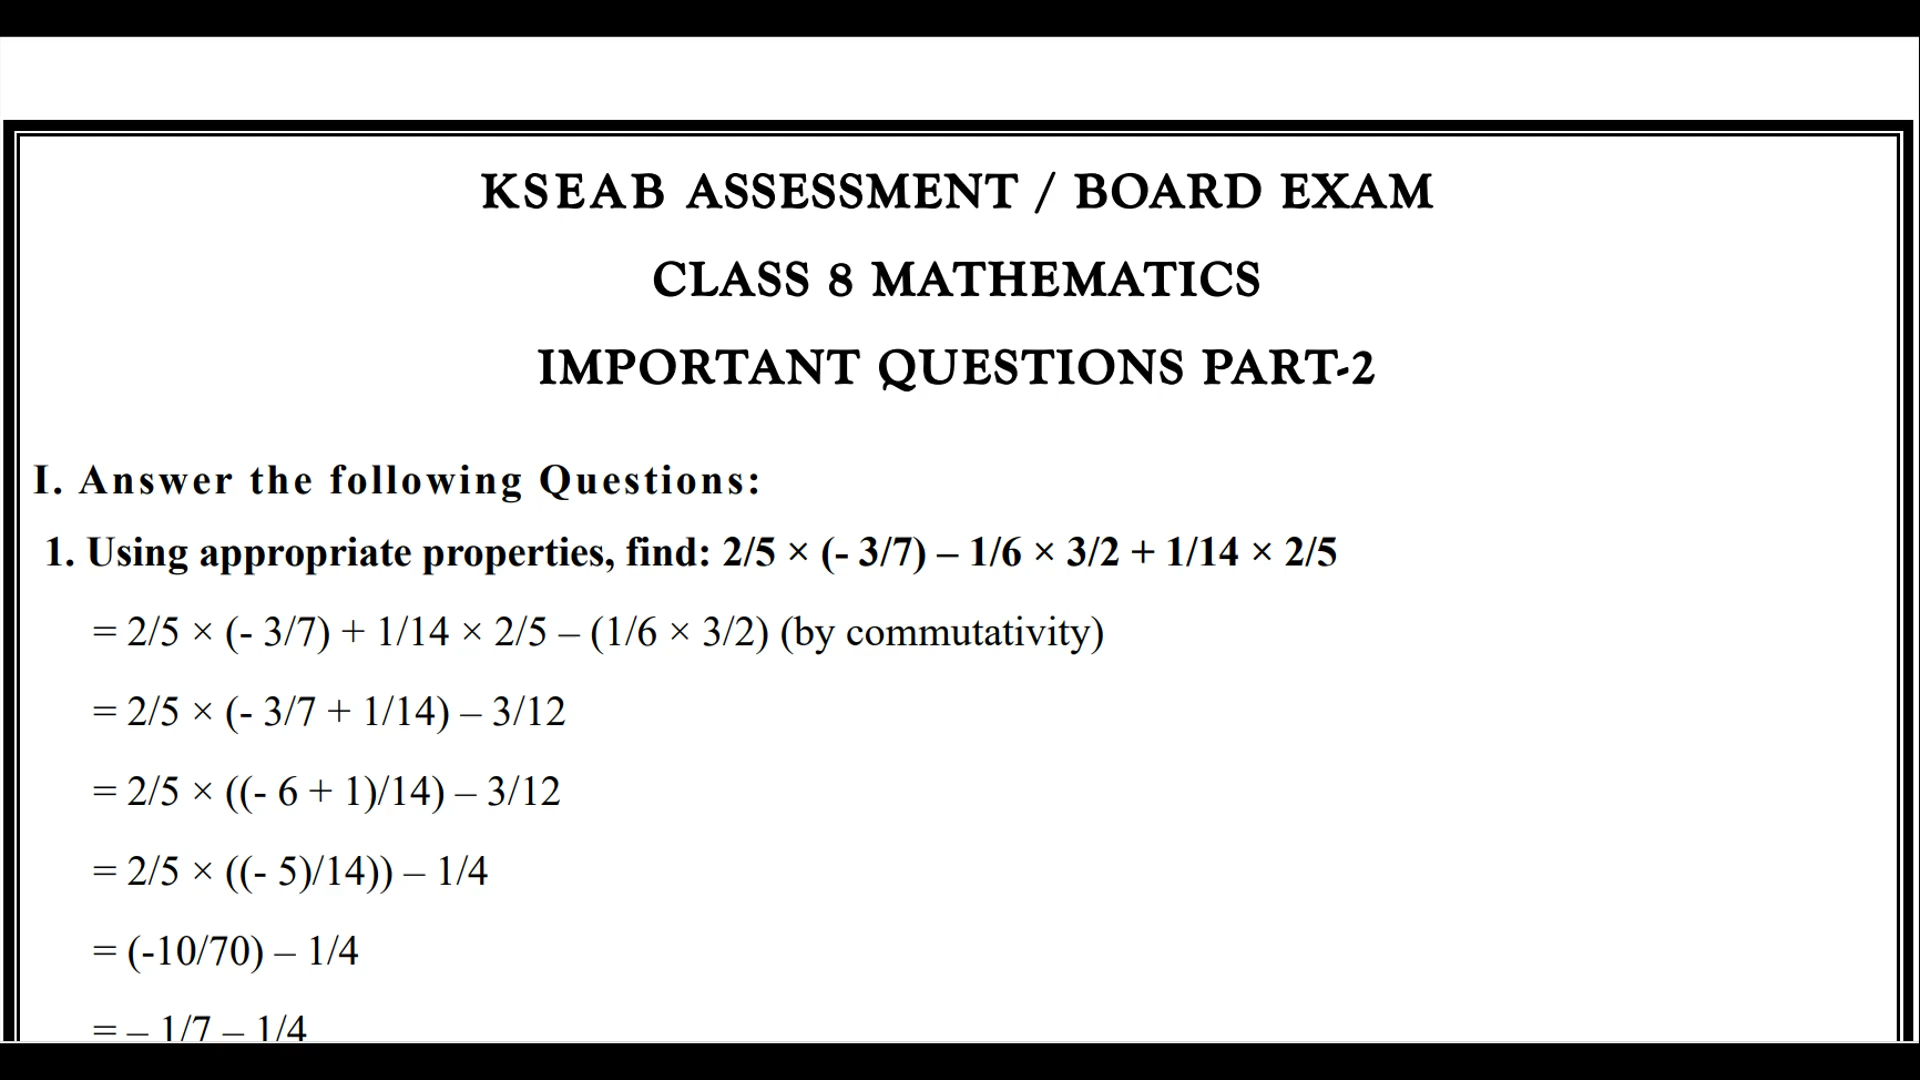 KSEAB ASSESSMENT / BOARD EXAM
CLASS 8 MATHEMATICS
IMPORTANT QUESTIONS PART-2
I. Answer the following Questions:
1. Using appropriate properties, find: 2/5 × (- 3/7) – 1/6 × 3/2 + 1/14 × 2/5
= 2/5 × (- 3/7) + 1/14 × 2/5 – (1/6 × 3/2) (by commutativity)
= 2/5 × (- 3/7 + 1/14) – 3/12
= 2/5 × ((- 6 + 1)/14) – 3/12
= 2/5 × ((- 5)/14)) – 1/4
= (-10/70) – 1/4
= – 1/7 – 1/4